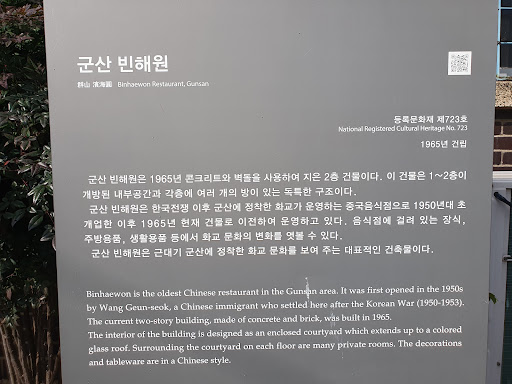 군산 빈해원
群山 濱海園 Binhaewon Restaurant, Gunsan
등록문화재 제723호
National Registered Cultural Heritage No. 723
1965년 건립
군산 빈해원은 1965년 콘크리트와 벽돌을 사용하여 지은 2층 건물이다. 이 건물은 1~2층이
개방된 내부공간과 각층에 여러 개의 방이 있는 독특한 구조이다.
군산 빈해원은 한국전쟁 이후 군산에 정착한 화교가 운영하는 중국음식점으로 1950년대 초
개업한 이후 1965년 현재 건물로 이전하여 운영하고 있다. 음식점에 걸려 있는 장식,
주방용품, 생활용품 등에서 화교 문화의 변화를 엿볼 수 있다.
군산 빈해원은 근대기 군산에 정착한 화교 문화를 보여 주는 대표적인 건축물이다.
Binhaewon is the oldest Chinese restaurant in the Gunsan area. It was first opened in the 1950s
by Wang Geun-seok, a Chinese immigrant who settled here after the Korean War (1950-1953).
The current two-story building, made of concrete and brick, was built in 1965.
The interior of the building is designed as an enclosed courtyard which extends up to a colored
glass roof. Surrounding the courtyard on each floor are many private rooms. The decorations
and tableware are in a Chinese style.